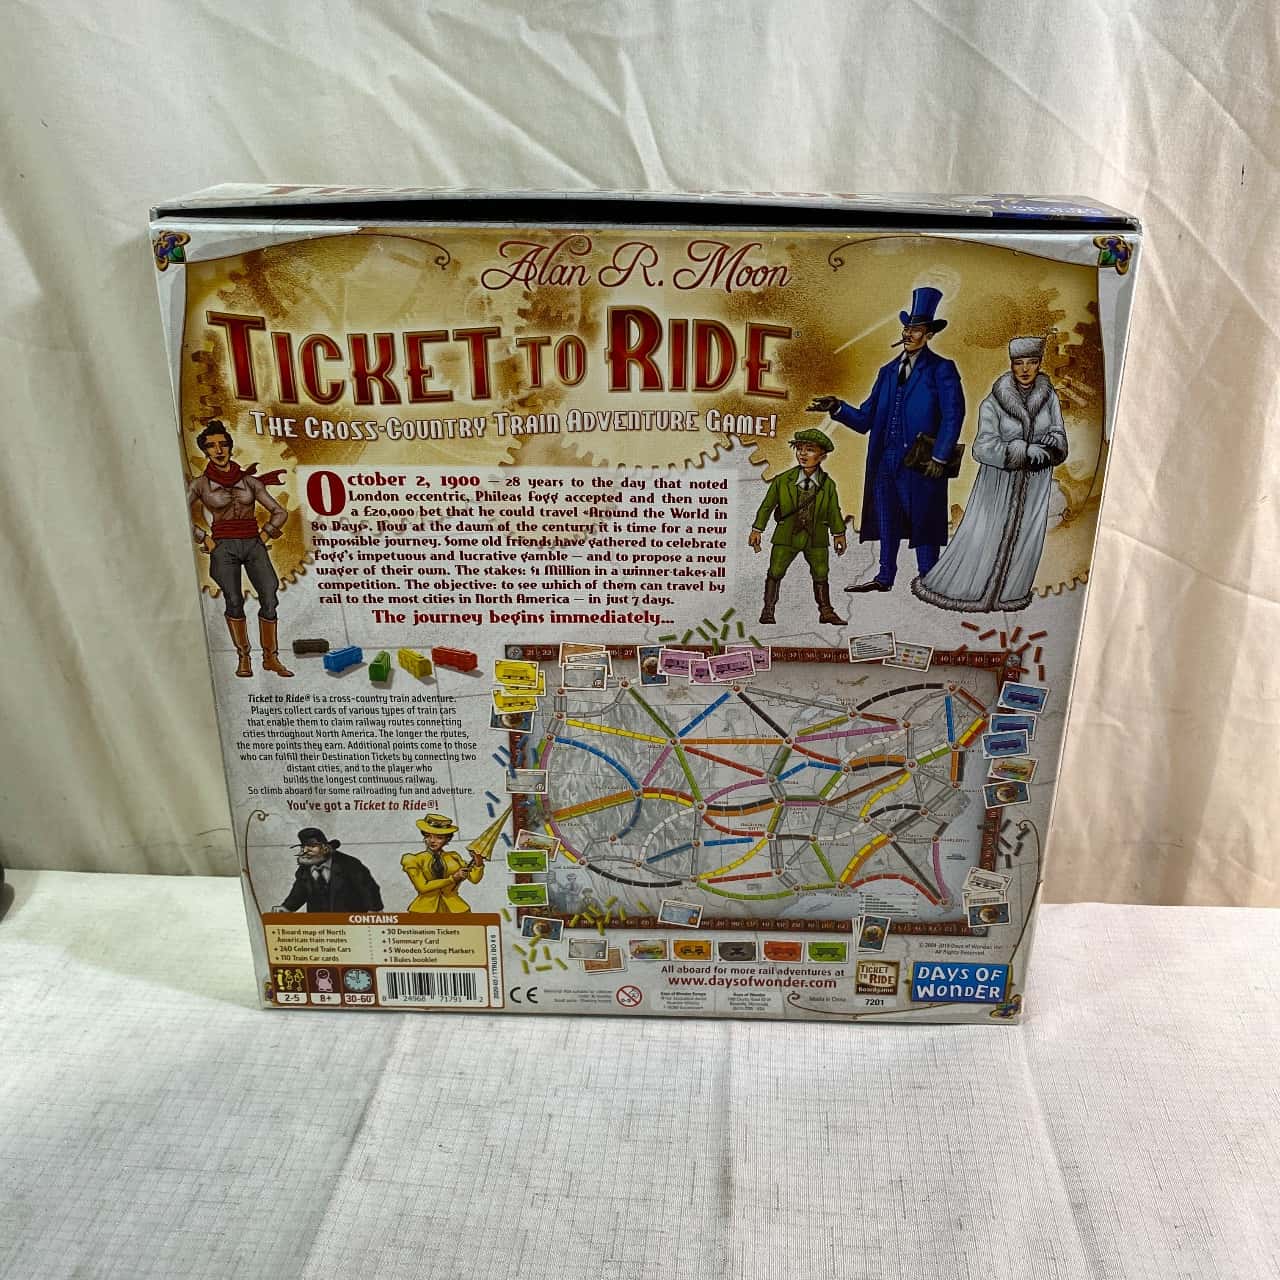 Alan R. Moon
TICKET TO RIDE
THE CROSS-COUNTRY TRAIN ADVENTURE GAME!
October 2, 1900 — 28 years to the day that noted
London eccentric, Phileas Fogg accepted and then won
a £20,000 bet that he could travel «Around the World in
80 Days». Now at the dawn of the century it is time for a new
impossible journey. Some old friends have gathered to celebrate
Fogg's impetuous and lucrative gamble — and to propose a new
wager of their own. The stakes: $1 Million in a winner-takes-all
competition. The objective: to see which of them can travel by
rail to the most cities in North America — in just 7 days.
The journey begins immediately...
Ticket to Ride® is a cross-country train adventure.
Players collect cards of various types of train cars
that enable them to claim railway routes connecting
cities throughout North America. The longer the routes,
the more points they earn. Additional points come to those
who can fulfill their Destination Tickets by connecting two
distant cities, and to the player who
builds the longest continuous railway.
So climb aboard for some railroading fun and adventure.
You've got a Ticket to Ride®!
CONTAINS
• 1 Board map of North
American train routes
• 240 Colored Train Cars
• 110 Train Car cards
• 30 Destination Tickets
• 1 Summary Card
• 5 Wooden Scoring Markers
• 1 Rules booklet
2-5
8+
30-60'
8 24968 71791 2
CE
0-3
All aboard for more rail adventures at
www.daysofwonder.com
Made in China
TICKET
TO RIDE
Boardgame
7201
All Rights Reserved.
DAYS OF
WONDER